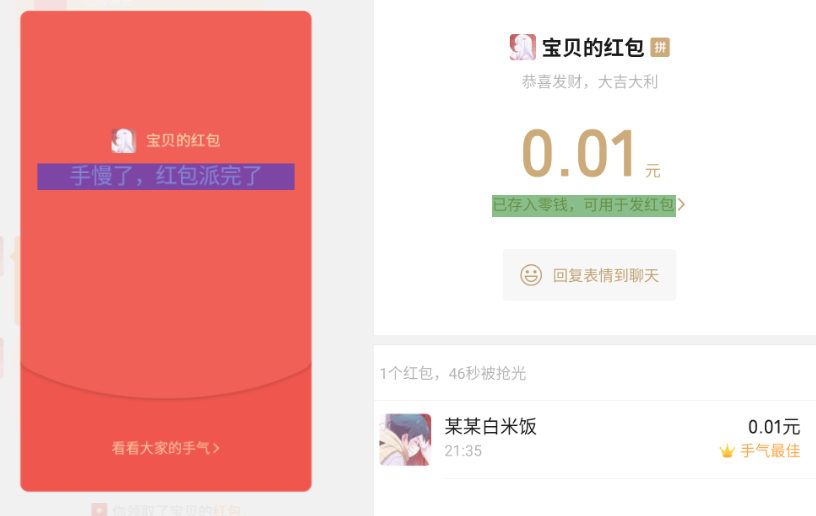 宝贝的红包
手慢了，红包派完了
看看大家的手气>
你领取了宝贝的红包
宝贝的红包 拼
恭喜发财，大吉大利
0.01元
已存入零钱，可用于发红包>
回复表情到聊天
1个红包，46秒被抢光
某某白米饭
0.01元
21:35
手气最佳